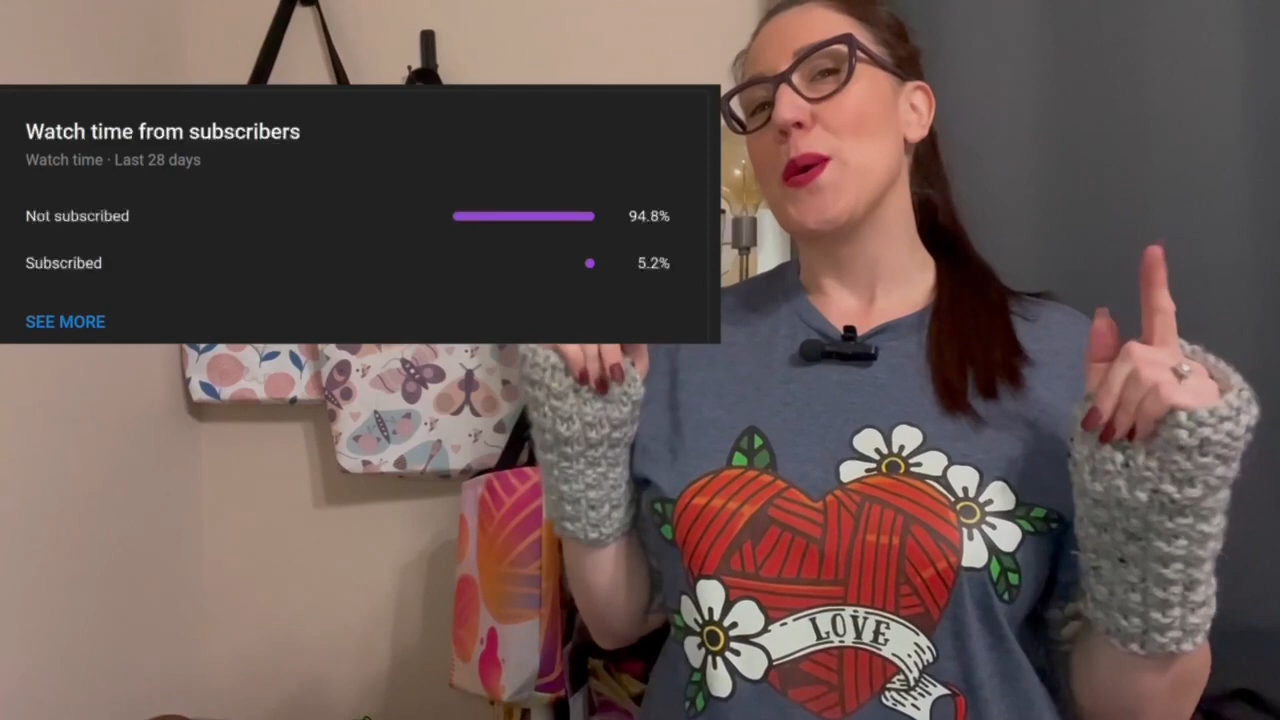 Watch time from subscribers
Watch time · Last 28 days
Not subscribed 94.8%
Subscribed 5.2%
SEE MORE
LOVE